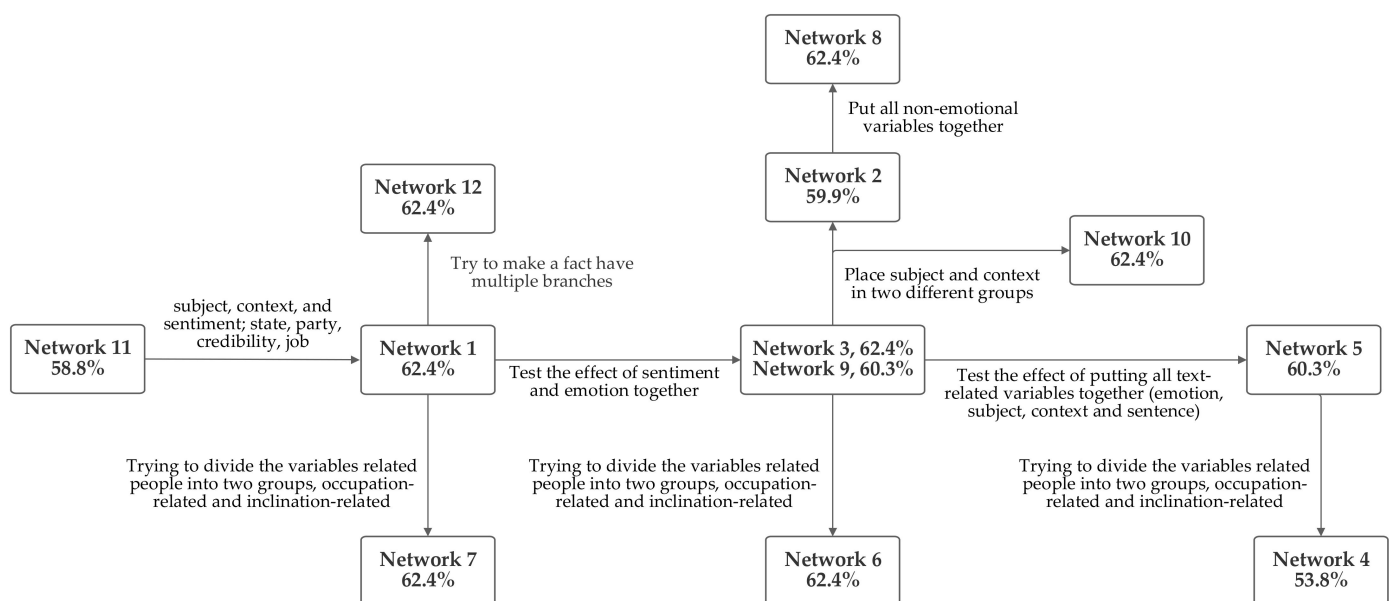 Network 8
62.4%
Put all non-emotional
variables together
Network 12
62.4%
Network 2
59.9%
Network 10
62.4%
Try to make a fact have
multiple branches
Place subject and context
in two different groups
subject, context, and
sentiment; state, party,
credibility, job
Network 11
58.8%
Network 1
62.4%
Test the effect of sentiment
and emotion together
Network 3, 62.4%
Network 9, 60.3%
Test the effect of putting all text-
related variables together (emotion,
subject, context and sentence)
Network 5
60.3%
Trying to divide the variables related
people into two groups, occupation-
related and inclination-related
Trying to divide the variables related
people into two groups, occupation-
related and inclination-related
Trying to divide the variables related
people into two groups, occupation-
related and inclination-related
Network 7
62.4%
Network 6
62.4%
Network 4
53.8%